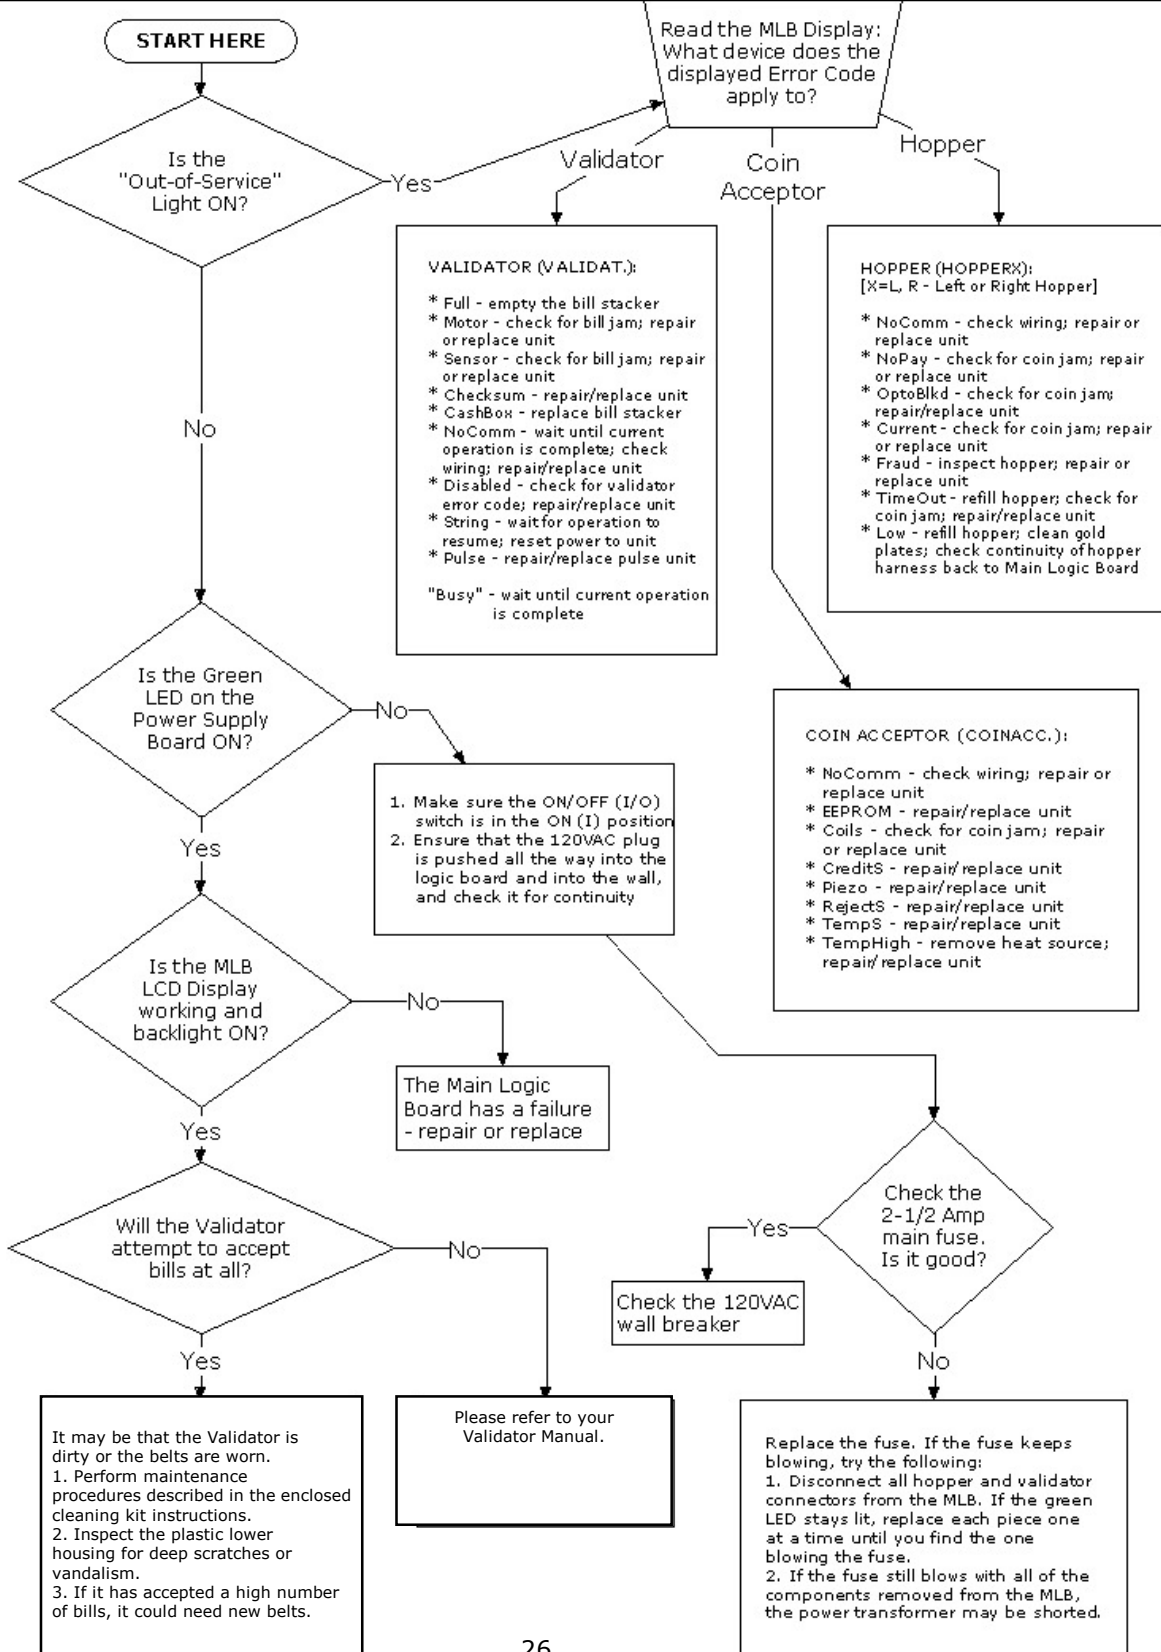 START HERE
Read the MLB Display:
What device does the
displayed Error Code
apply to?
Is the
"Out-of-Service"
Light ON?
Yes
Validator
Coin
Acceptor
Hopper
VALIDATOR (VALIDAT.):
* Full - empty the bill stacker
* Motor - check for bill jam; repair
or replace unit
* Sensor - check for bill jam; repair
or replace unit
* Checksum - repair/replace unit
* CashBox - replace bill stacker
* NoComm - wait until current
operation is complete; check
wiring; repair/replace unit
* Disabled - check for validator
error code; repair/replace unit
* String - wait for operation to
resume; reset power to unit
* Pulse - repair/replace pulse unit
"Busy" - wait until current operation
is complete
HOPPER (HOPPERX):
[X=L, R - Left or Right Hopper]
* NoComm - check wiring; repair or
replace unit
* NoPay - check for coin jam; repair
or replace unit
* OptoBlkd - check for coin jam;
repair/replace unit
* Current - check for coin jam; repair
or replace unit
* Fraud - inspect hopper; repair or
replace unit
* TimeOut - refill hopper; check for
coin jam; repair/replace unit
* Low - refill hopper; clean gold
plates; check continuity of hopper
harness back to Main Logic Board
No
Is the Green
LED on the
Power Supply
Board ON?
No
1. Make sure the ON/OFF (I/O)
switch is in the ON (I) position
2. Ensure that the 120VAC plug
is pushed all the way into the
logic board and into the wall,
and check it for continuity
COIN ACCEPTOR (COINACC.):
* NoComm - check wiring; repair or
replace unit
* EEPROM - repair/replace unit
* Coils - check for coin jam; repair
or replace unit
* CreditS - repair/replace unit
* Piezo - repair/replace unit
* RejectS - repair/replace unit
* TempS - repair/replace unit
* TempHigh - remove heat source;
repair/replace unit
Yes
Is the MLB
LCD Display
working and
backlight ON?
No
The Main Logic
Board has a failure
- repair or replace
Yes
Will the Validator
attempt to accept
bills at all?
No
Check the
2-1/2 Amp
main fuse.
Is it good?
Yes
Check the 120VAC
wall breaker
No
Yes
It may be that the Validator is
dirty or the belts are worn.
1. Perform maintenance
procedures described in the enclosed
cleaning kit instructions.
2. Inspect the plastic lower
housing for deep scratches or
vandalism.
3. If it has accepted a high number
of bills, it could need new belts.
Please refer to your
Validator Manual.
Replace the fuse. If the fuse keeps
blowing, try the following:
1. Disconnect all hopper and validator
connectors from the MLB. If the green
LED stays lit, replace each piece one
at a time until you find the one
blowing the fuse.
2. If the fuse still blows with all of the
components removed from the MLB,
the power transformer may be shorted.
26